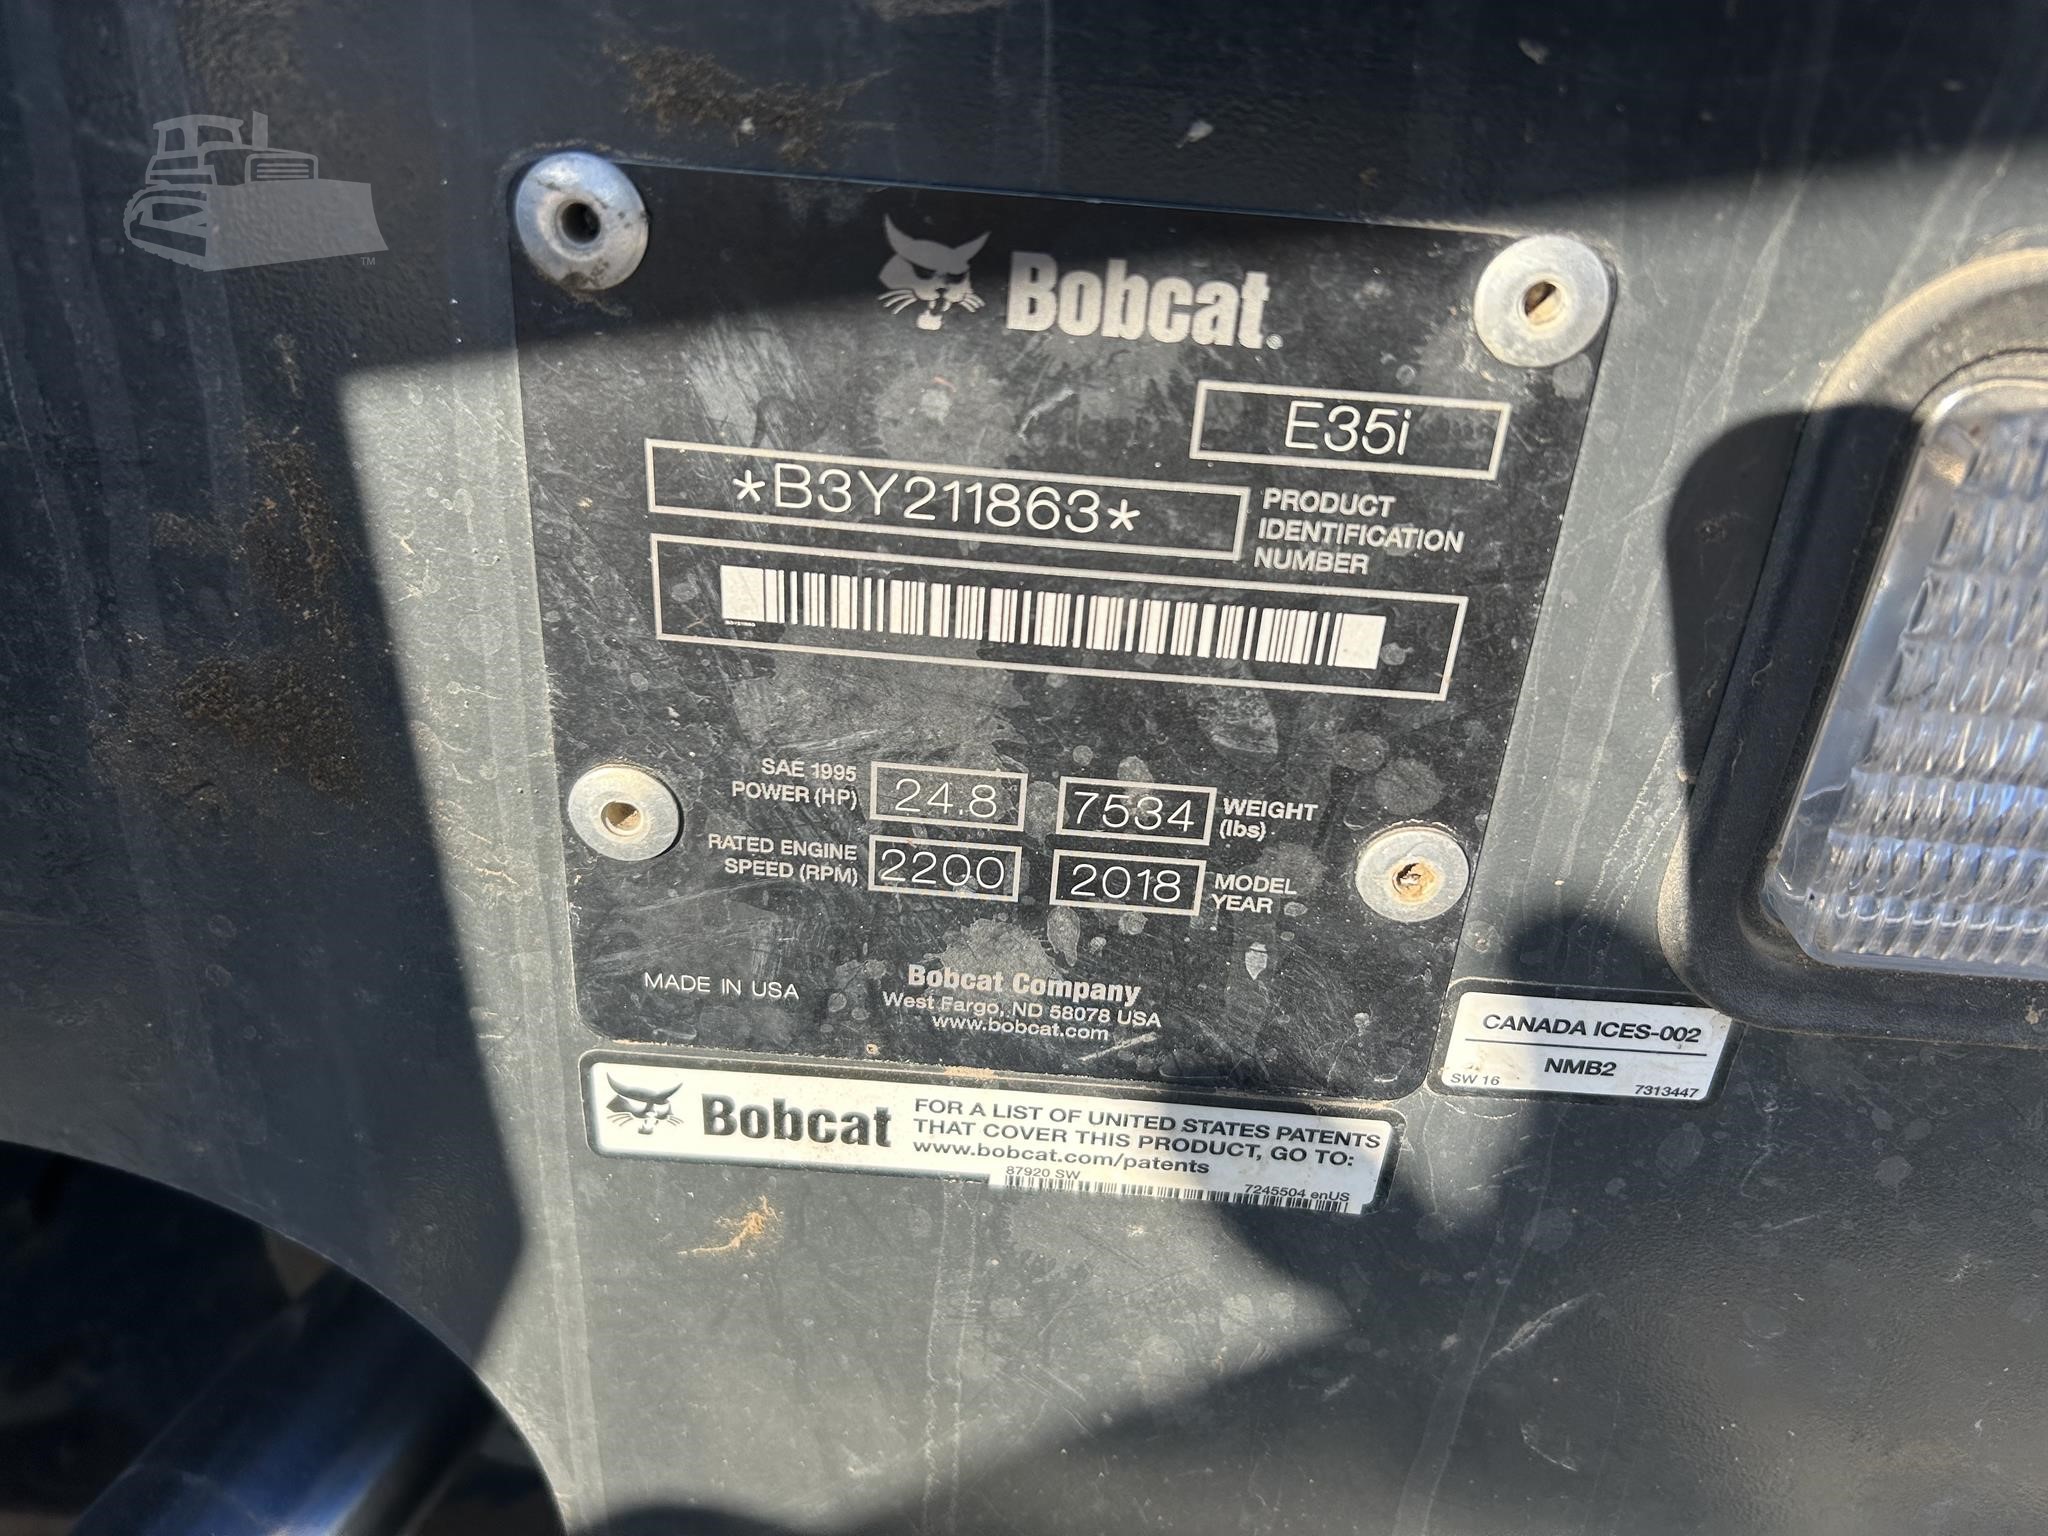 TM
Bobcat®
E35i
*B3Y211863*
PRODUCT
IDENTIFICATION
NUMBER
B3Y211863
SAE 1995
POWER (HP)
24.8
7534
WEIGHT
(lbs)
RATED ENGINE
SPEED (RPM)
2200
2018
MODEL
YEAR
MADE IN USA
Bobcat Company
West Fargo, ND 58078 USA
www.bobcat.com
CANADA ICES-002
NMB2
SW 16
7313447
Bobcat
FOR A LIST OF UNITED STATES PATENTS
THAT COVER THIS PRODUCT, GO TO:
www.bobcat.com/patents
87920 SW
7245504 enUS